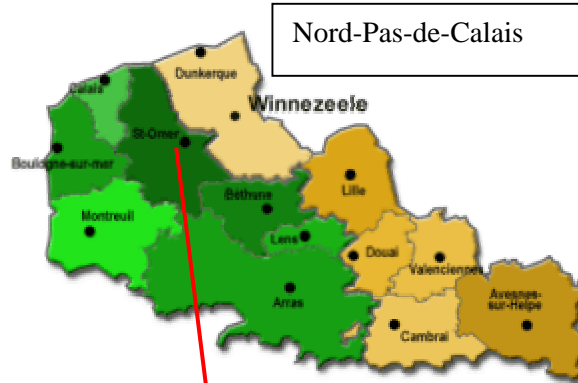 Nord-Pas-de-Calais
Dunkerque
Calais
Winnezeele
St-Omer
Boulogne-sur-mer
Lille
Béthune
Montreuil
Lens
Douai
Valenciennes
Arras
Avesnes-
sur-Helpe
Cambrai